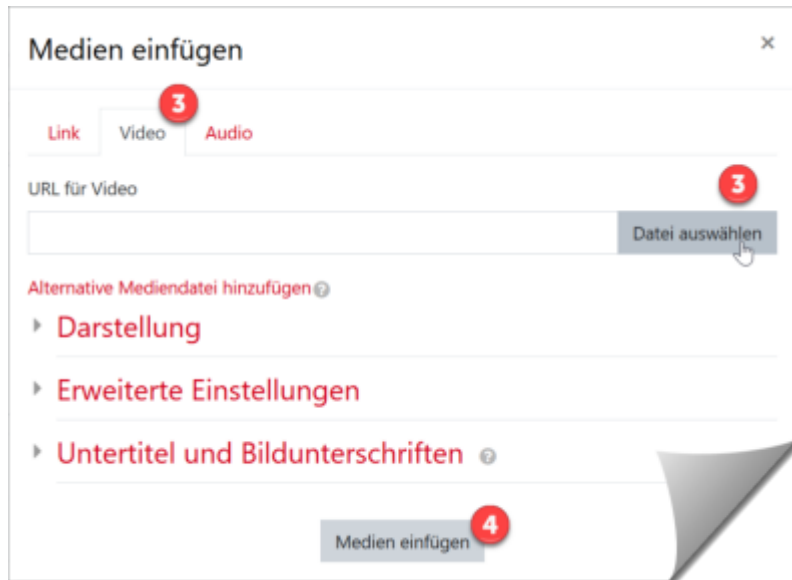 Medien einfügen ×
3
Link Video Audio
URL für Video
3
Datei auswählen
Alternative Mediendatei hinzufügen ?
Darstellung
Erweiterte Einstellungen
Untertitel und Bildunterschriften ?
4
Medien einfügen